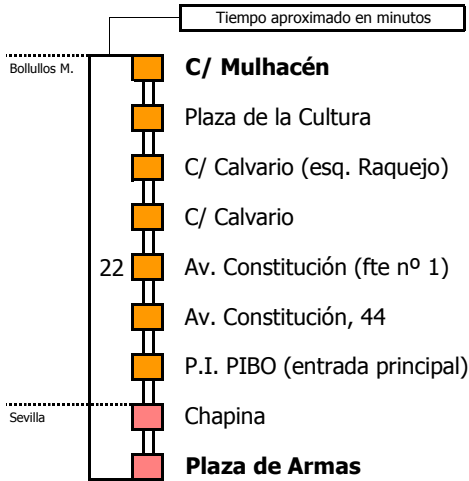 Tiempo aproximado en minutos
Bollullos M.
C/ Mulhacén
Plaza de la Cultura
C/ Calvario (esq. Raquejo)
C/ Calvario
22
Av. Constitución (fte nº 1)
Av. Constitución, 44
P.I. PIBO (entrada principal)
Sevilla
Chapina
Plaza de Armas